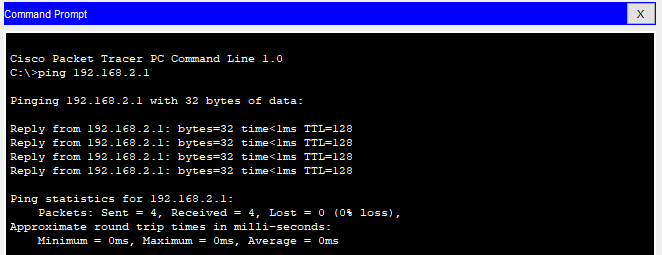 Command Prompt
X
Cisco Packet Tracer PC Command Line 1.0
C:\>ping 192.168.2.1
Pinging 192.168.2.1 with 32 bytes of data:
Reply from 192.168.2.1: bytes=32 time<1ms TTL=128
Reply from 192.168.2.1: bytes=32 time<1ms TTL=128
Reply from 192.168.2.1: bytes=32 time<1ms TTL=128
Reply from 192.168.2.1: bytes=32 time<1ms TTL=128
Ping statistics for 192.168.2.1:
    Packets: Sent = 4, Received = 4, Lost = 0 (0% loss),
Approximate round trip times in milli-seconds:
    Minimum = 0ms, Maximum = 0ms, Average = 0ms